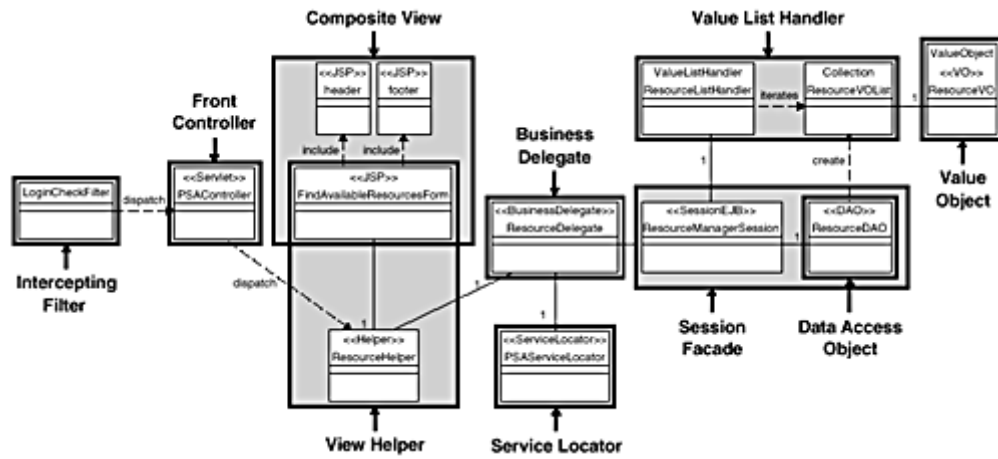 Composite View
Value List Handler
<<JSP>>
header
<<JSP>>
footer
ValueListHandler
ResourceListHandler
iterates
Collection
ResourceVOList
1
ValueObject
<<VO>>
ResourceVO
Front
Controller
Business
Delegate
Value
Object
include
include
1
create
LoginCheckFilter
dispatch
<<Servlet>>
PSAController
<<JSP>>
FindAvailableResourcesForm
<<BusinessDelegate>>
ResourceDelegate
<<SessionEJB>>
ResourceManagerSession
1
<<DAO>>
ResourceDAO
Intercepting
Filter
dispatch
1
1
1
<<Helper>>
ResourceHelper
<<ServiceLocator>>
PSAServiceLocator
Session
Facade
Data Access
Object
View Helper
Service Locator